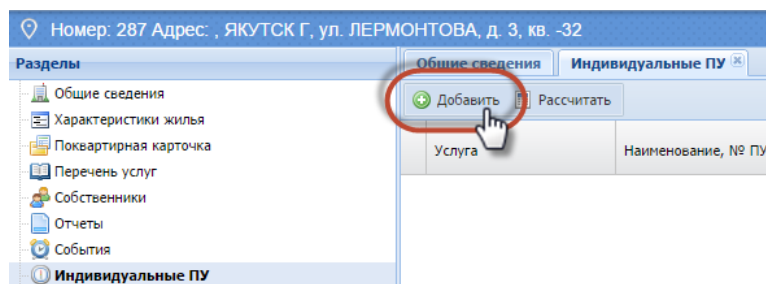 Номер: 287 Адрес: , ЯКУТСК Г, ул. ЛЕРМОНТОВА, д. 3, кв. -32
Разделы
Общие сведения
Характеристики жилья
Поквартирная карточка
Перечень услуг
Собственники
Отчеты
События
Индивидуальные ПУ
Общие сведения Индивидуальные ПУ
Добавить Рассчитать
Услуга Наименование, № ПУ